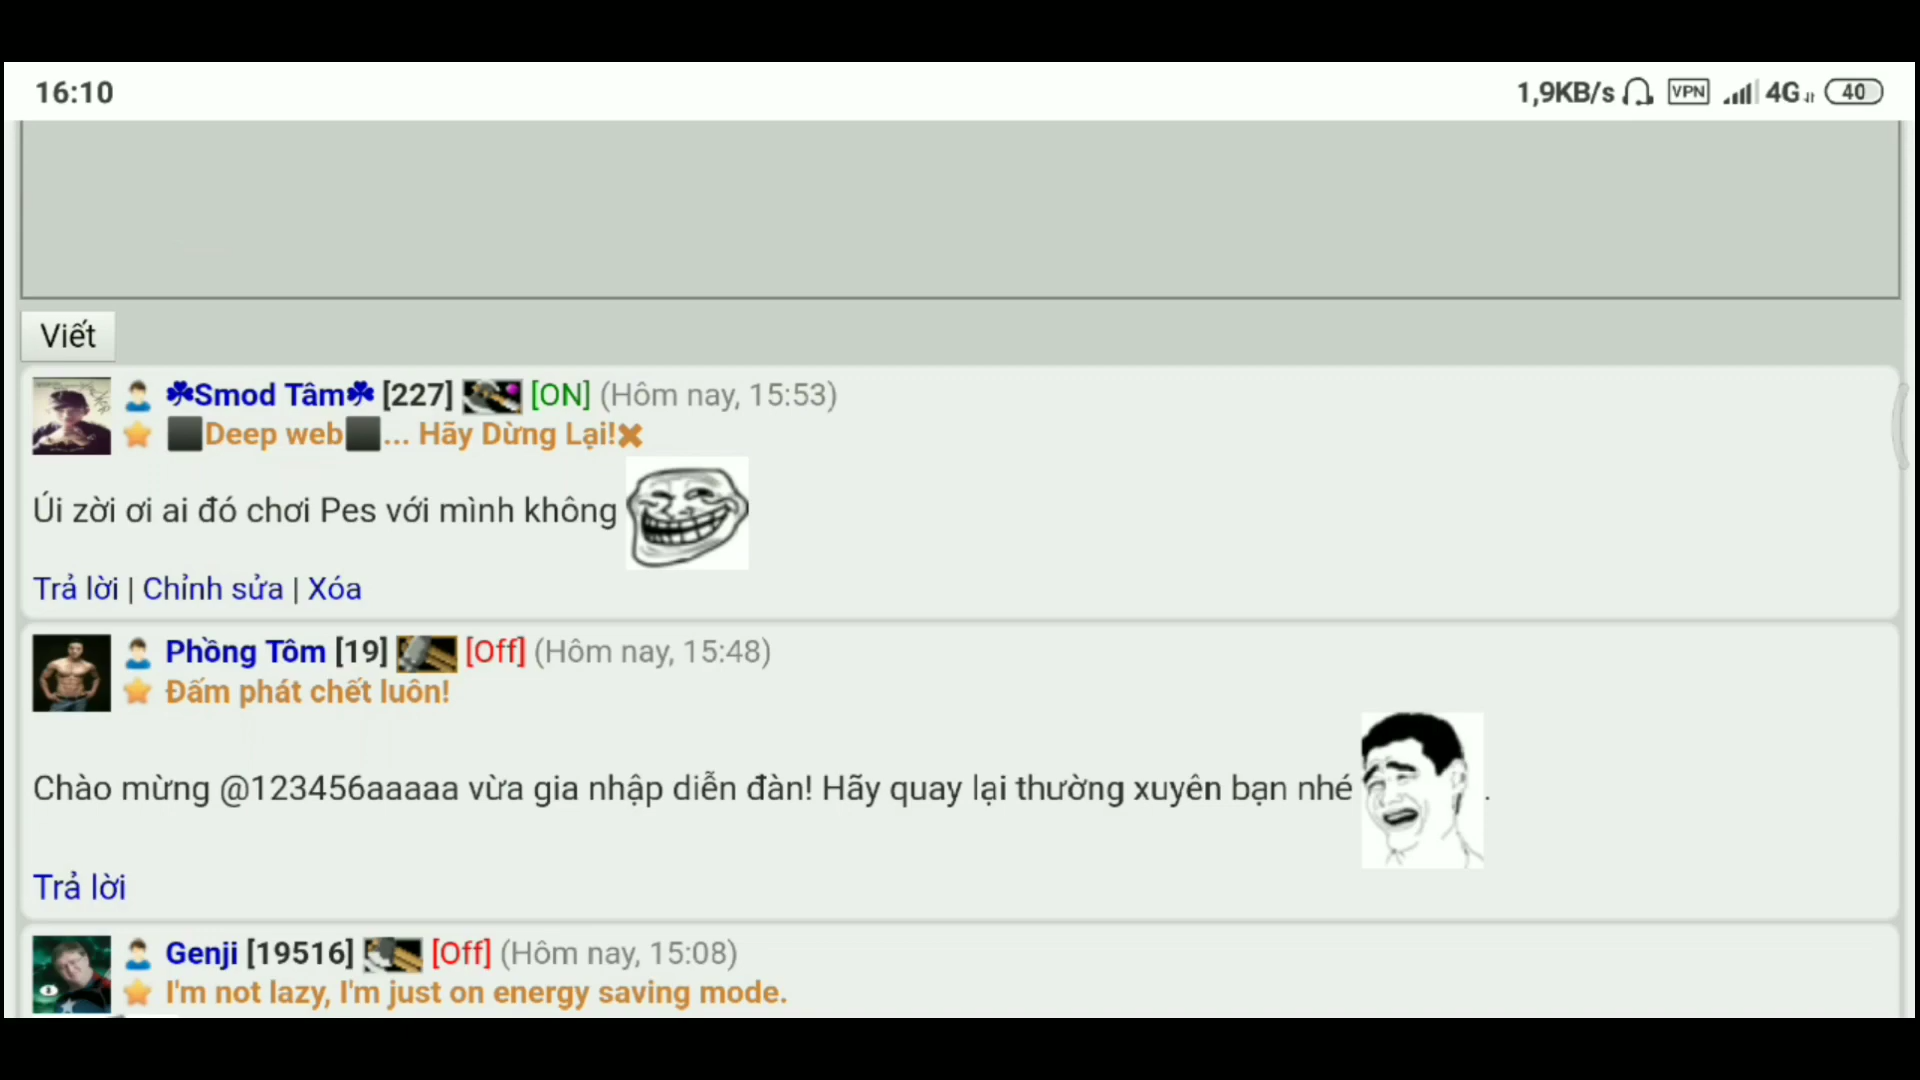 16:10 1,9KB/s VPN 4G 40
Viết
☘Smod Tâm☘ [227] [ON] (Hôm nay, 15:53)
⬛Deep web⬛... Hãy Dừng Lại!✖
Úi zời ơi ai đó chơi Pes với mình không
Trả lời | Chỉnh sửa | Xóa
Phồng Tôm [19] [Off] (Hôm nay, 15:48)
Đấm phát chết luôn!
Chào mừng @123456aaaaa vừa gia nhập diễn đàn! Hãy quay lại thường xuyên bạn nhé .
Trả lời
Genji [19516] [Off] (Hôm nay, 15:08)
I'm not lazy, I'm just on energy saving mode.